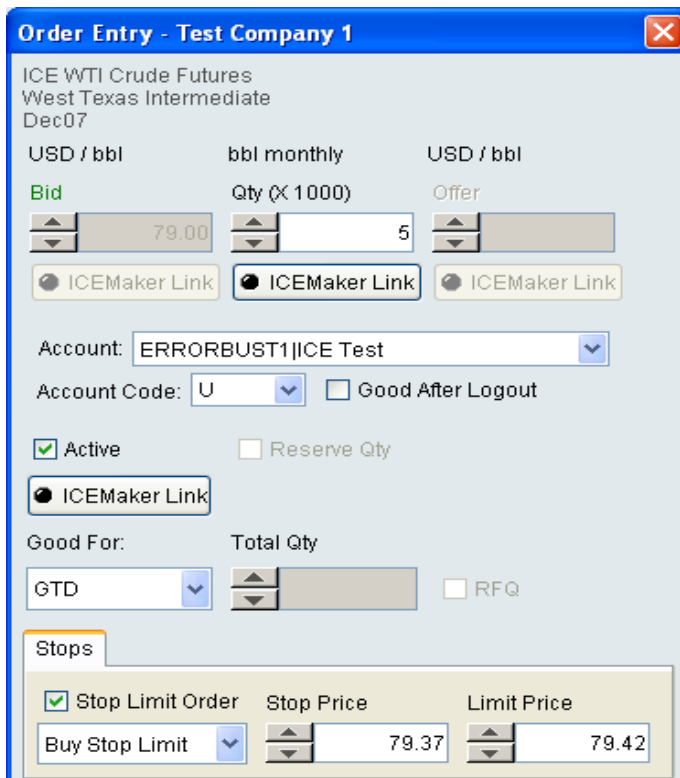 Order Entry - Test Company 1
ICE WTI Crude Futures
West Texas Intermediate
Dec07
USD / bbl bbl monthly USD / bbl
Bid Qty (X 1000) Offer
79.00 5
ICEMaker Link ICEMaker Link ICEMaker Link
Account: ERRORBUST1|ICE Test
Account Code: U Good After Logout
Active Reserve Qty
ICEMaker Link
Good For: Total Qty
GTD RFQ
Stops
Stop Limit Order Stop Price Limit Price
Buy Stop Limit 79.37 79.42